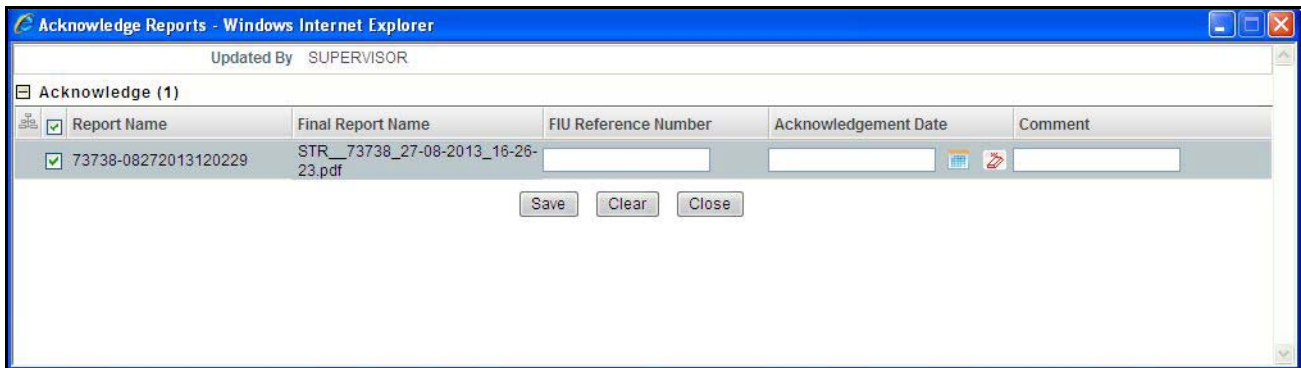 Acknowledge Reports - Windows Internet Explorer
Updated By SUPERVISOR
Acknowledge (1)
Report Name Final Report Name FIU Reference Number Acknowledgement Date Comment
73738-08272013120229 STR__73738_27-08-2013_16-26-
23.pdf
Save Clear Close